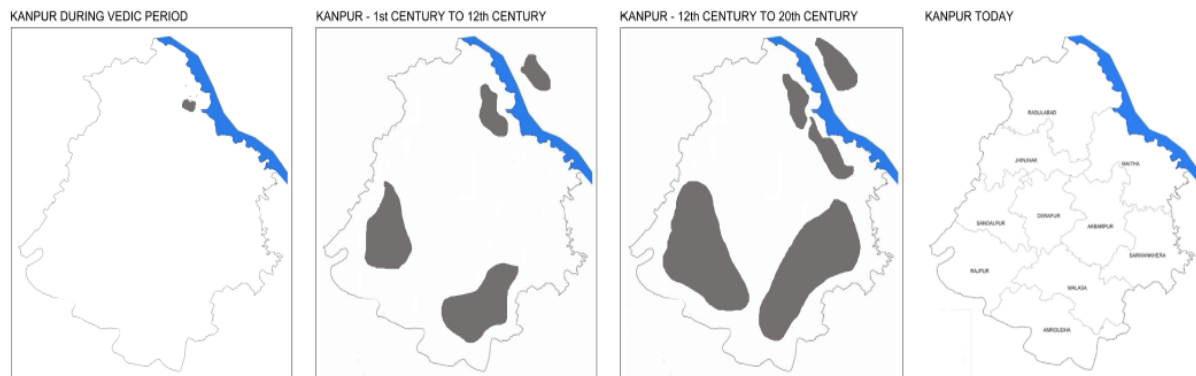 KANPUR DURING VEDIC PERIOD
KANPUR - 1st CENTURY TO 12th CENTURY
KANPUR - 12th CENTURY TO 20th CENTURY
KANPUR TODAY
RASULABAD
JHINJHAK
MAITHA
SANDALPUR
DERAPUR
AKBARPUR
SARWANKHERA
RAJPUR
MALASA
AMROUDHA